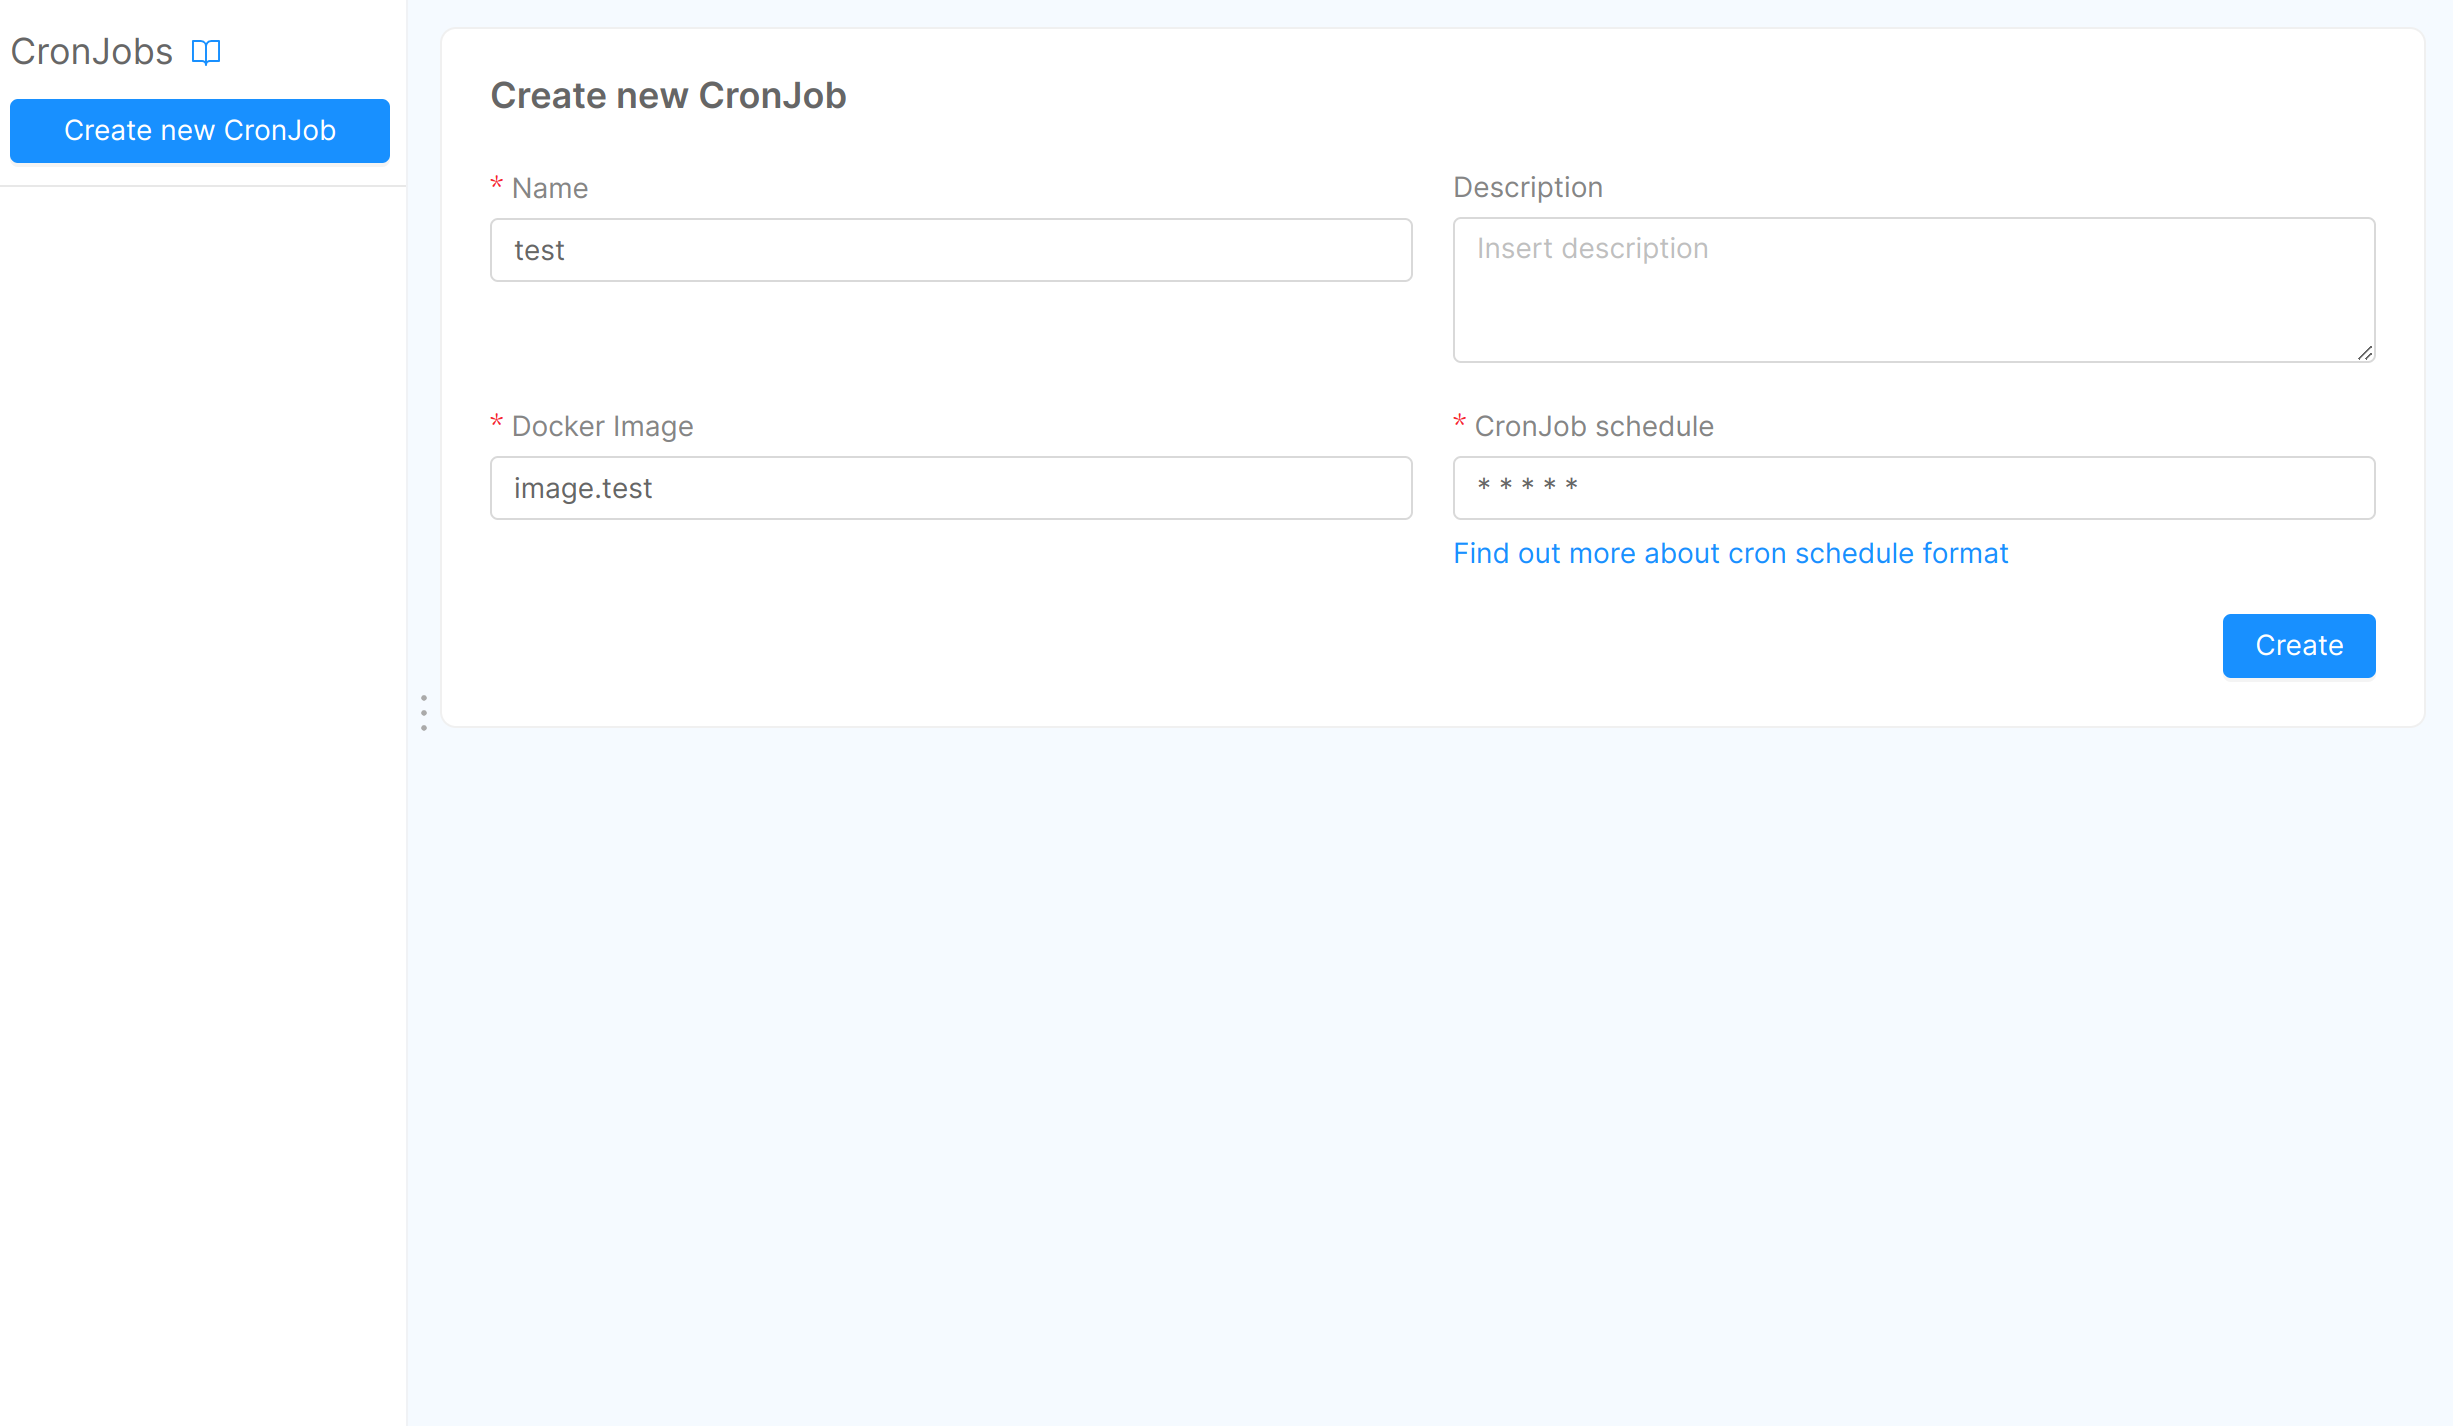 CronJobs
Create new CronJob
Create new CronJob
* Name
test
Description
Insert description
* Docker Image
image.test
* CronJob schedule
* * * * *
Find out more about cron schedule format
Create